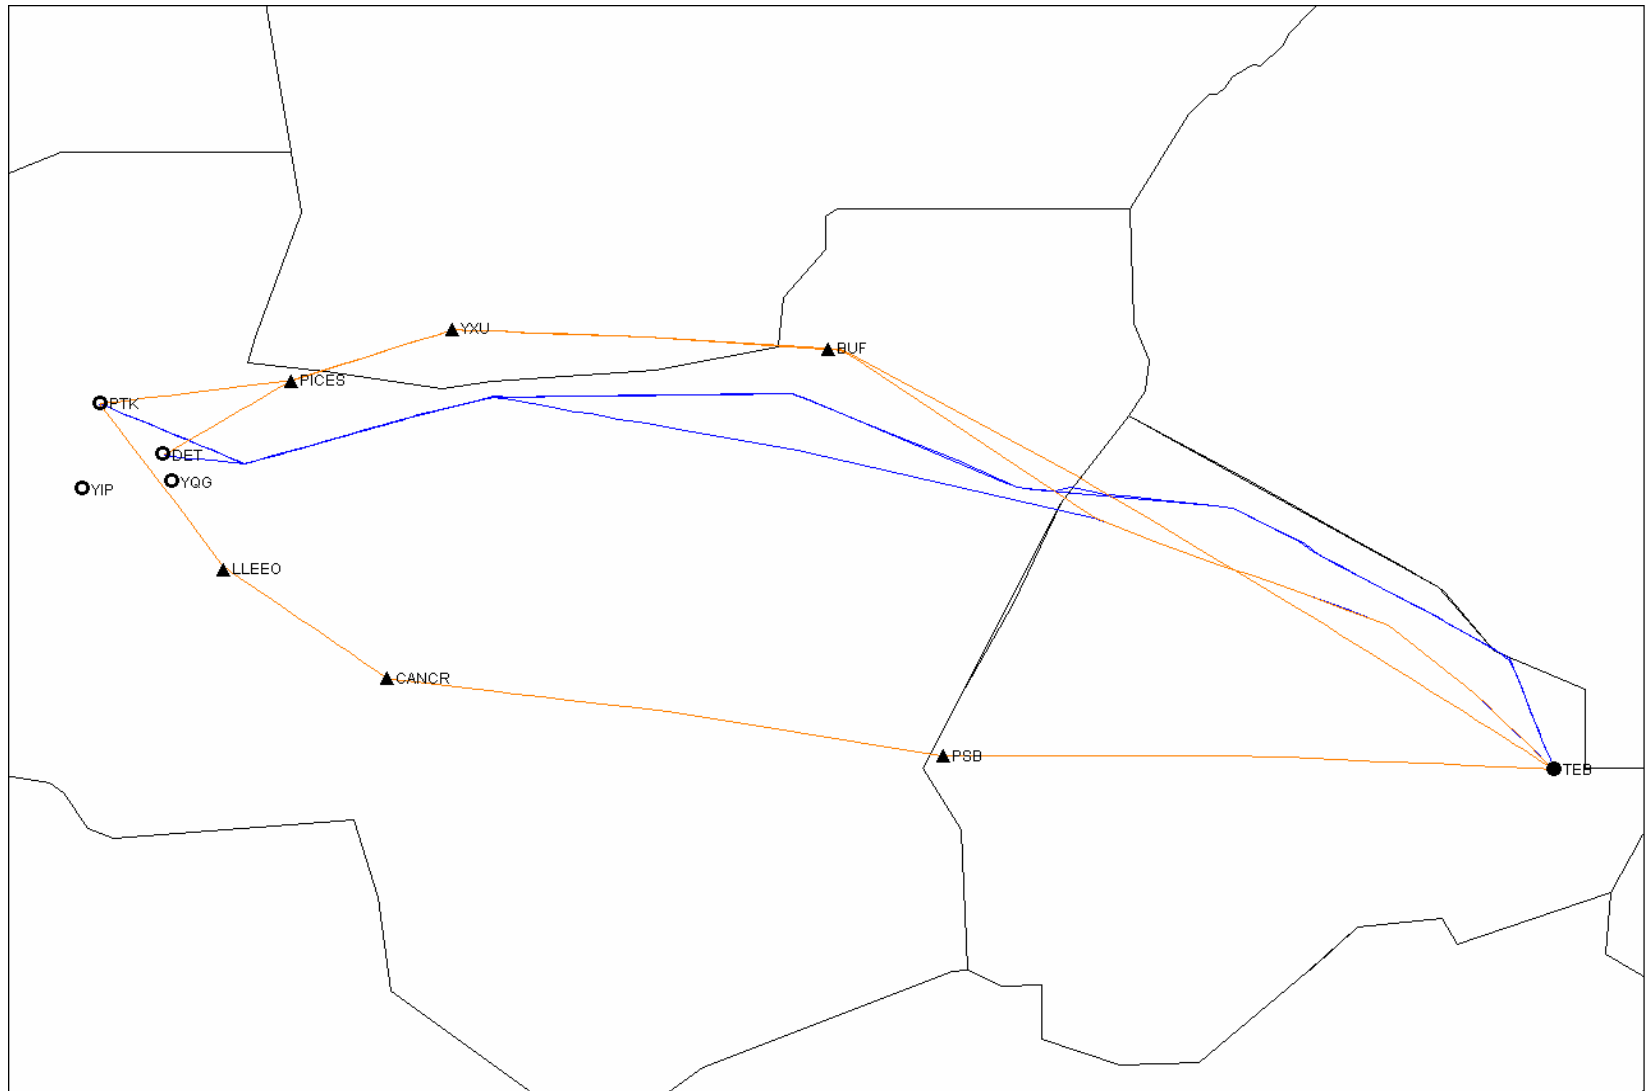 YXU
BUF
PICES
PTK
DET
YQG
YIP
LLEEO
CANCR
PSB
TEB